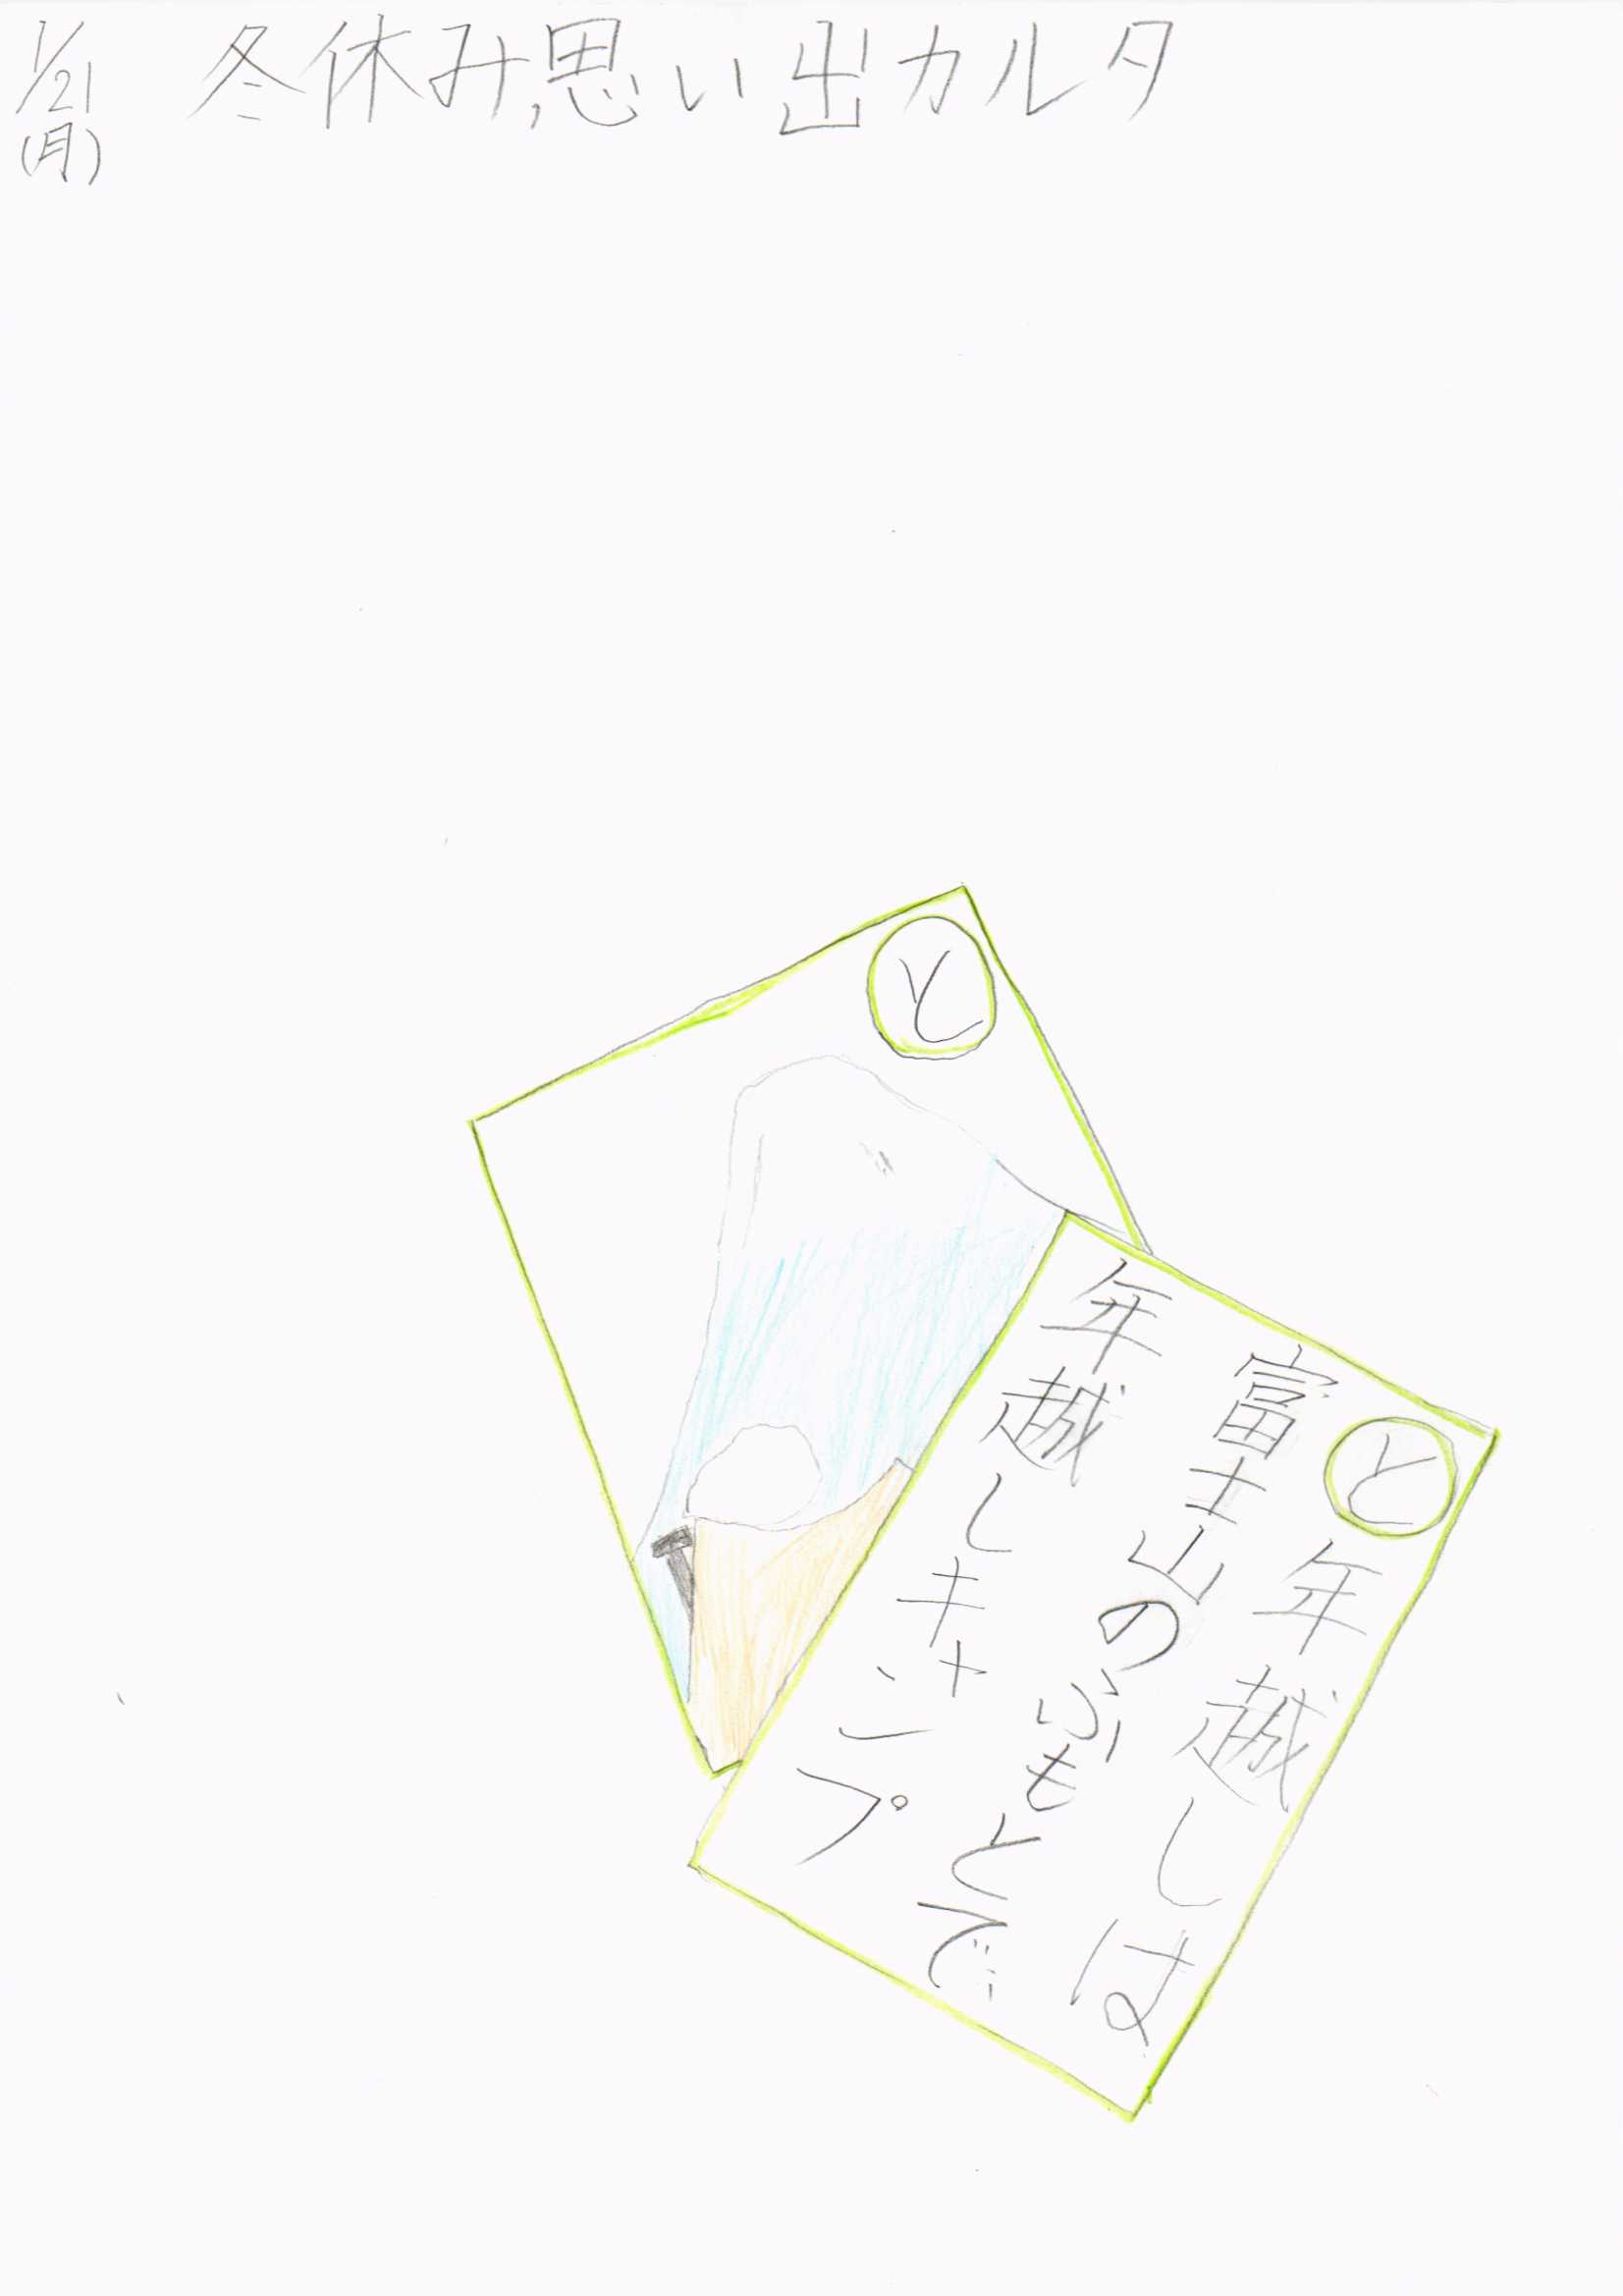 1/21
(月)
冬休み,思い出カルタ
と
と
年越しは
富士山のふもとで
年越しキャンプ